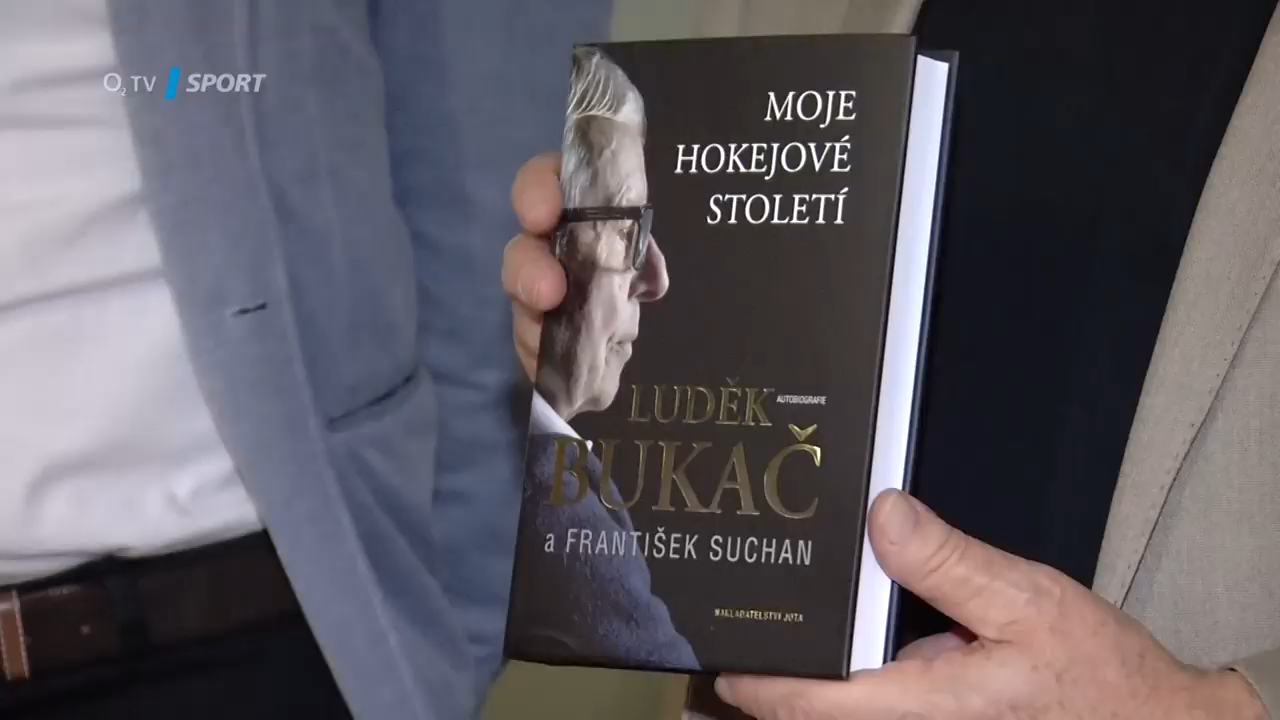 O2 TV SPORT
MOJE
HOKEJOVÉ
STOLETÍ
LUDĚK AUTOBIOGRAFIE
BUKAČ
a FRANTIŠEK SUCHAN
NAKLADATELSTVÍ JOTA